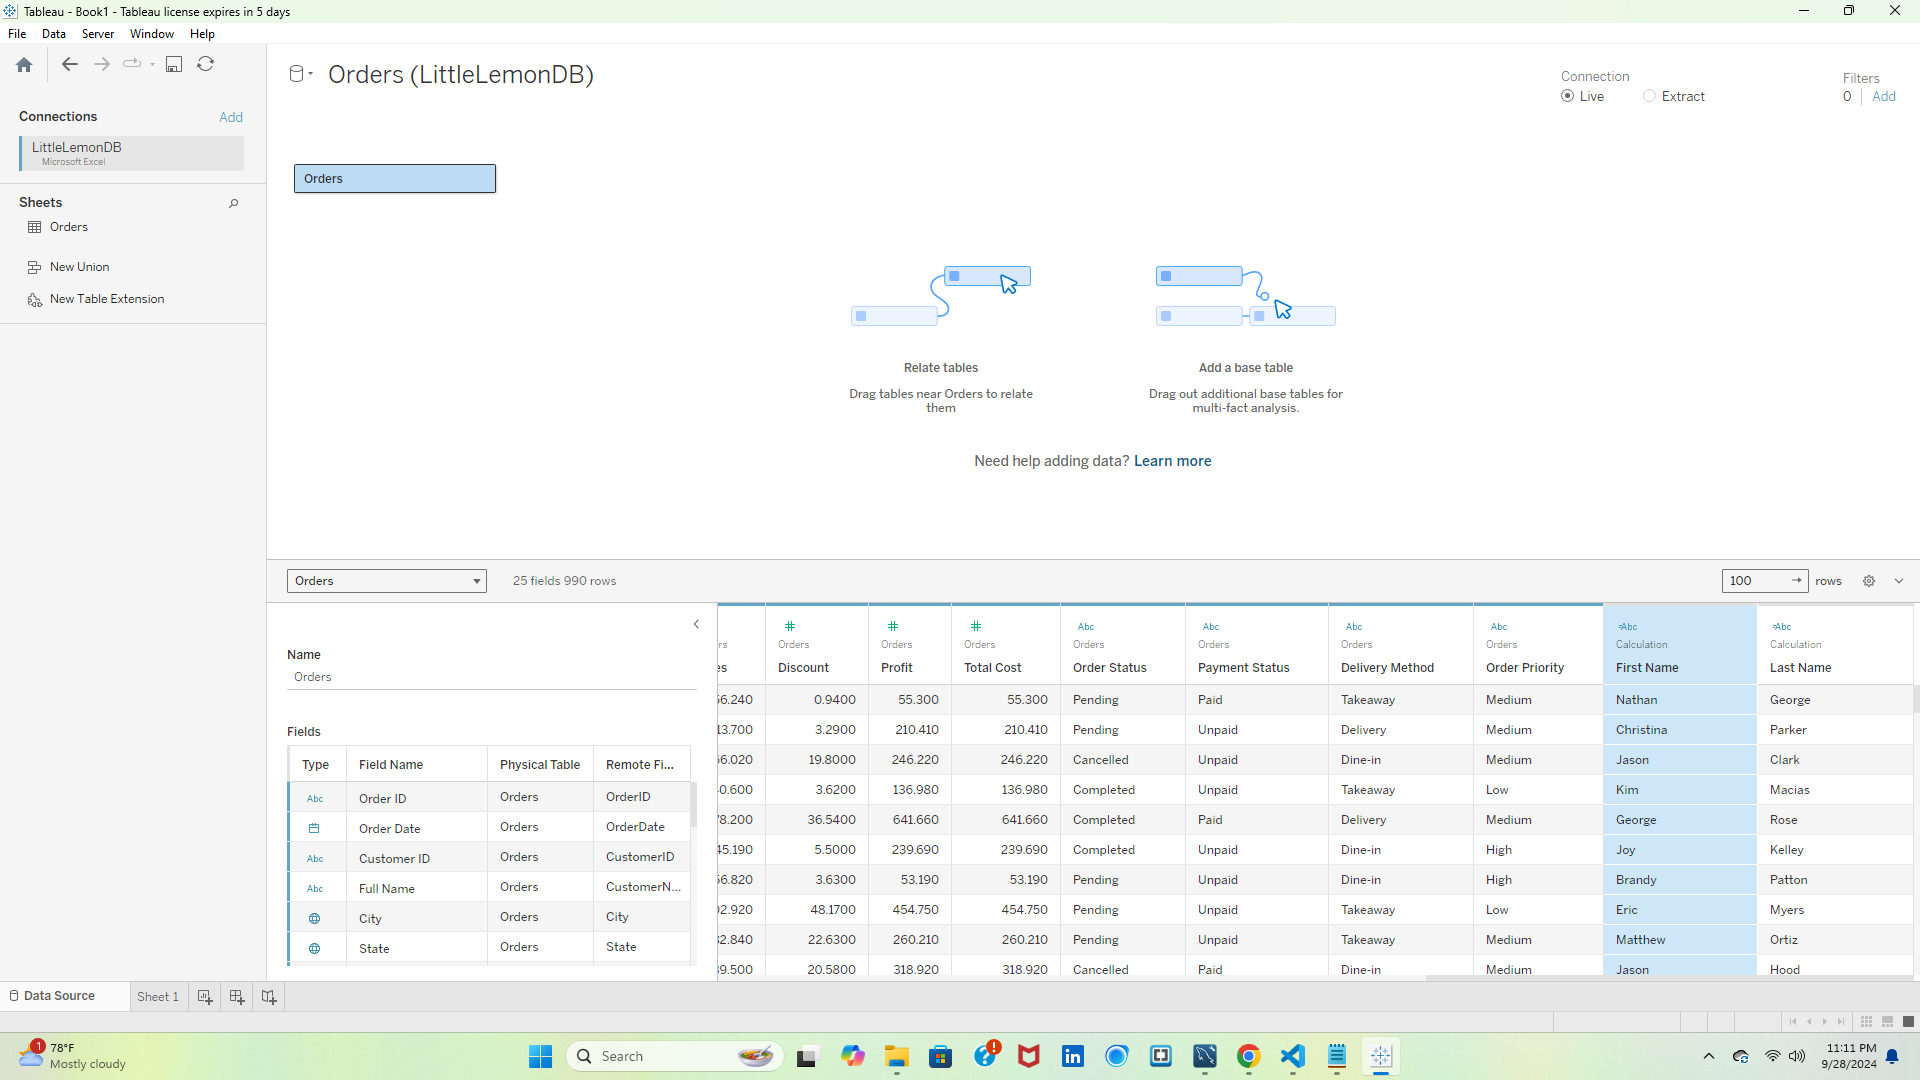 Tableau - Book1 - Tableau license expires in 5 days
File Data Server Window Help
Connections Add
LittleLemonDB
Microsoft Excel
Sheets
Orders
New Union
New Table Extension
Orders (LittleLemonDB)
Connection
Live Extract
Filters
0 Add
Orders
Relate tables
Drag tables near Orders to relate
them
Add a base table
Drag out additional base tables for
multi-fact analysis.
Need help adding data? Learn more
Orders 25 fields 990 rows 100 rows
Name
Orders
Fields
Type Field Name Physical Table Remote Fi...
Abc Order ID Orders OrderID
Order Date Orders OrderDate
Abc Customer ID Orders CustomerID
Abc Full Name Orders CustomerN...
City Orders City
State Orders State
# # # Abc Abc Abc Abc =Abc =Abc
rs Orders Orders Orders Orders Orders Orders Orders Calculation Calculation
es Discount Profit Total Cost Order Status Payment Status Delivery Method Order Priority First Name Last Name
6.240 0.9400 55.300 55.300 Pending Paid Takeaway Medium Nathan George
3.700 3.2900 210.410 210.410 Pending Unpaid Delivery Medium Christina Parker
6.020 19.8000 246.220 246.220 Cancelled Unpaid Dine-in Medium Jason Clark
0.600 3.6200 136.980 136.980 Completed Unpaid Takeaway Low Kim Macias
8.200 36.5400 641.660 641.660 Completed Paid Delivery Medium George Rose
5.190 5.5000 239.690 239.690 Completed Unpaid Dine-in High Joy Kelley
6.820 3.6300 53.190 53.190 Pending Unpaid Dine-in High Brandy Patton
2.920 48.1700 454.750 454.750 Pending Unpaid Takeaway Low Eric Myers
2.840 22.6300 260.210 260.210 Pending Unpaid Takeaway Medium Matthew Ortiz
9.500 20.5800 318.920 318.920 Cancelled Paid Dine-in Medium Jason Hood
Data Source Sheet 1
1 78°F
Mostly cloudy
Search
11:11 PM
9/28/2024